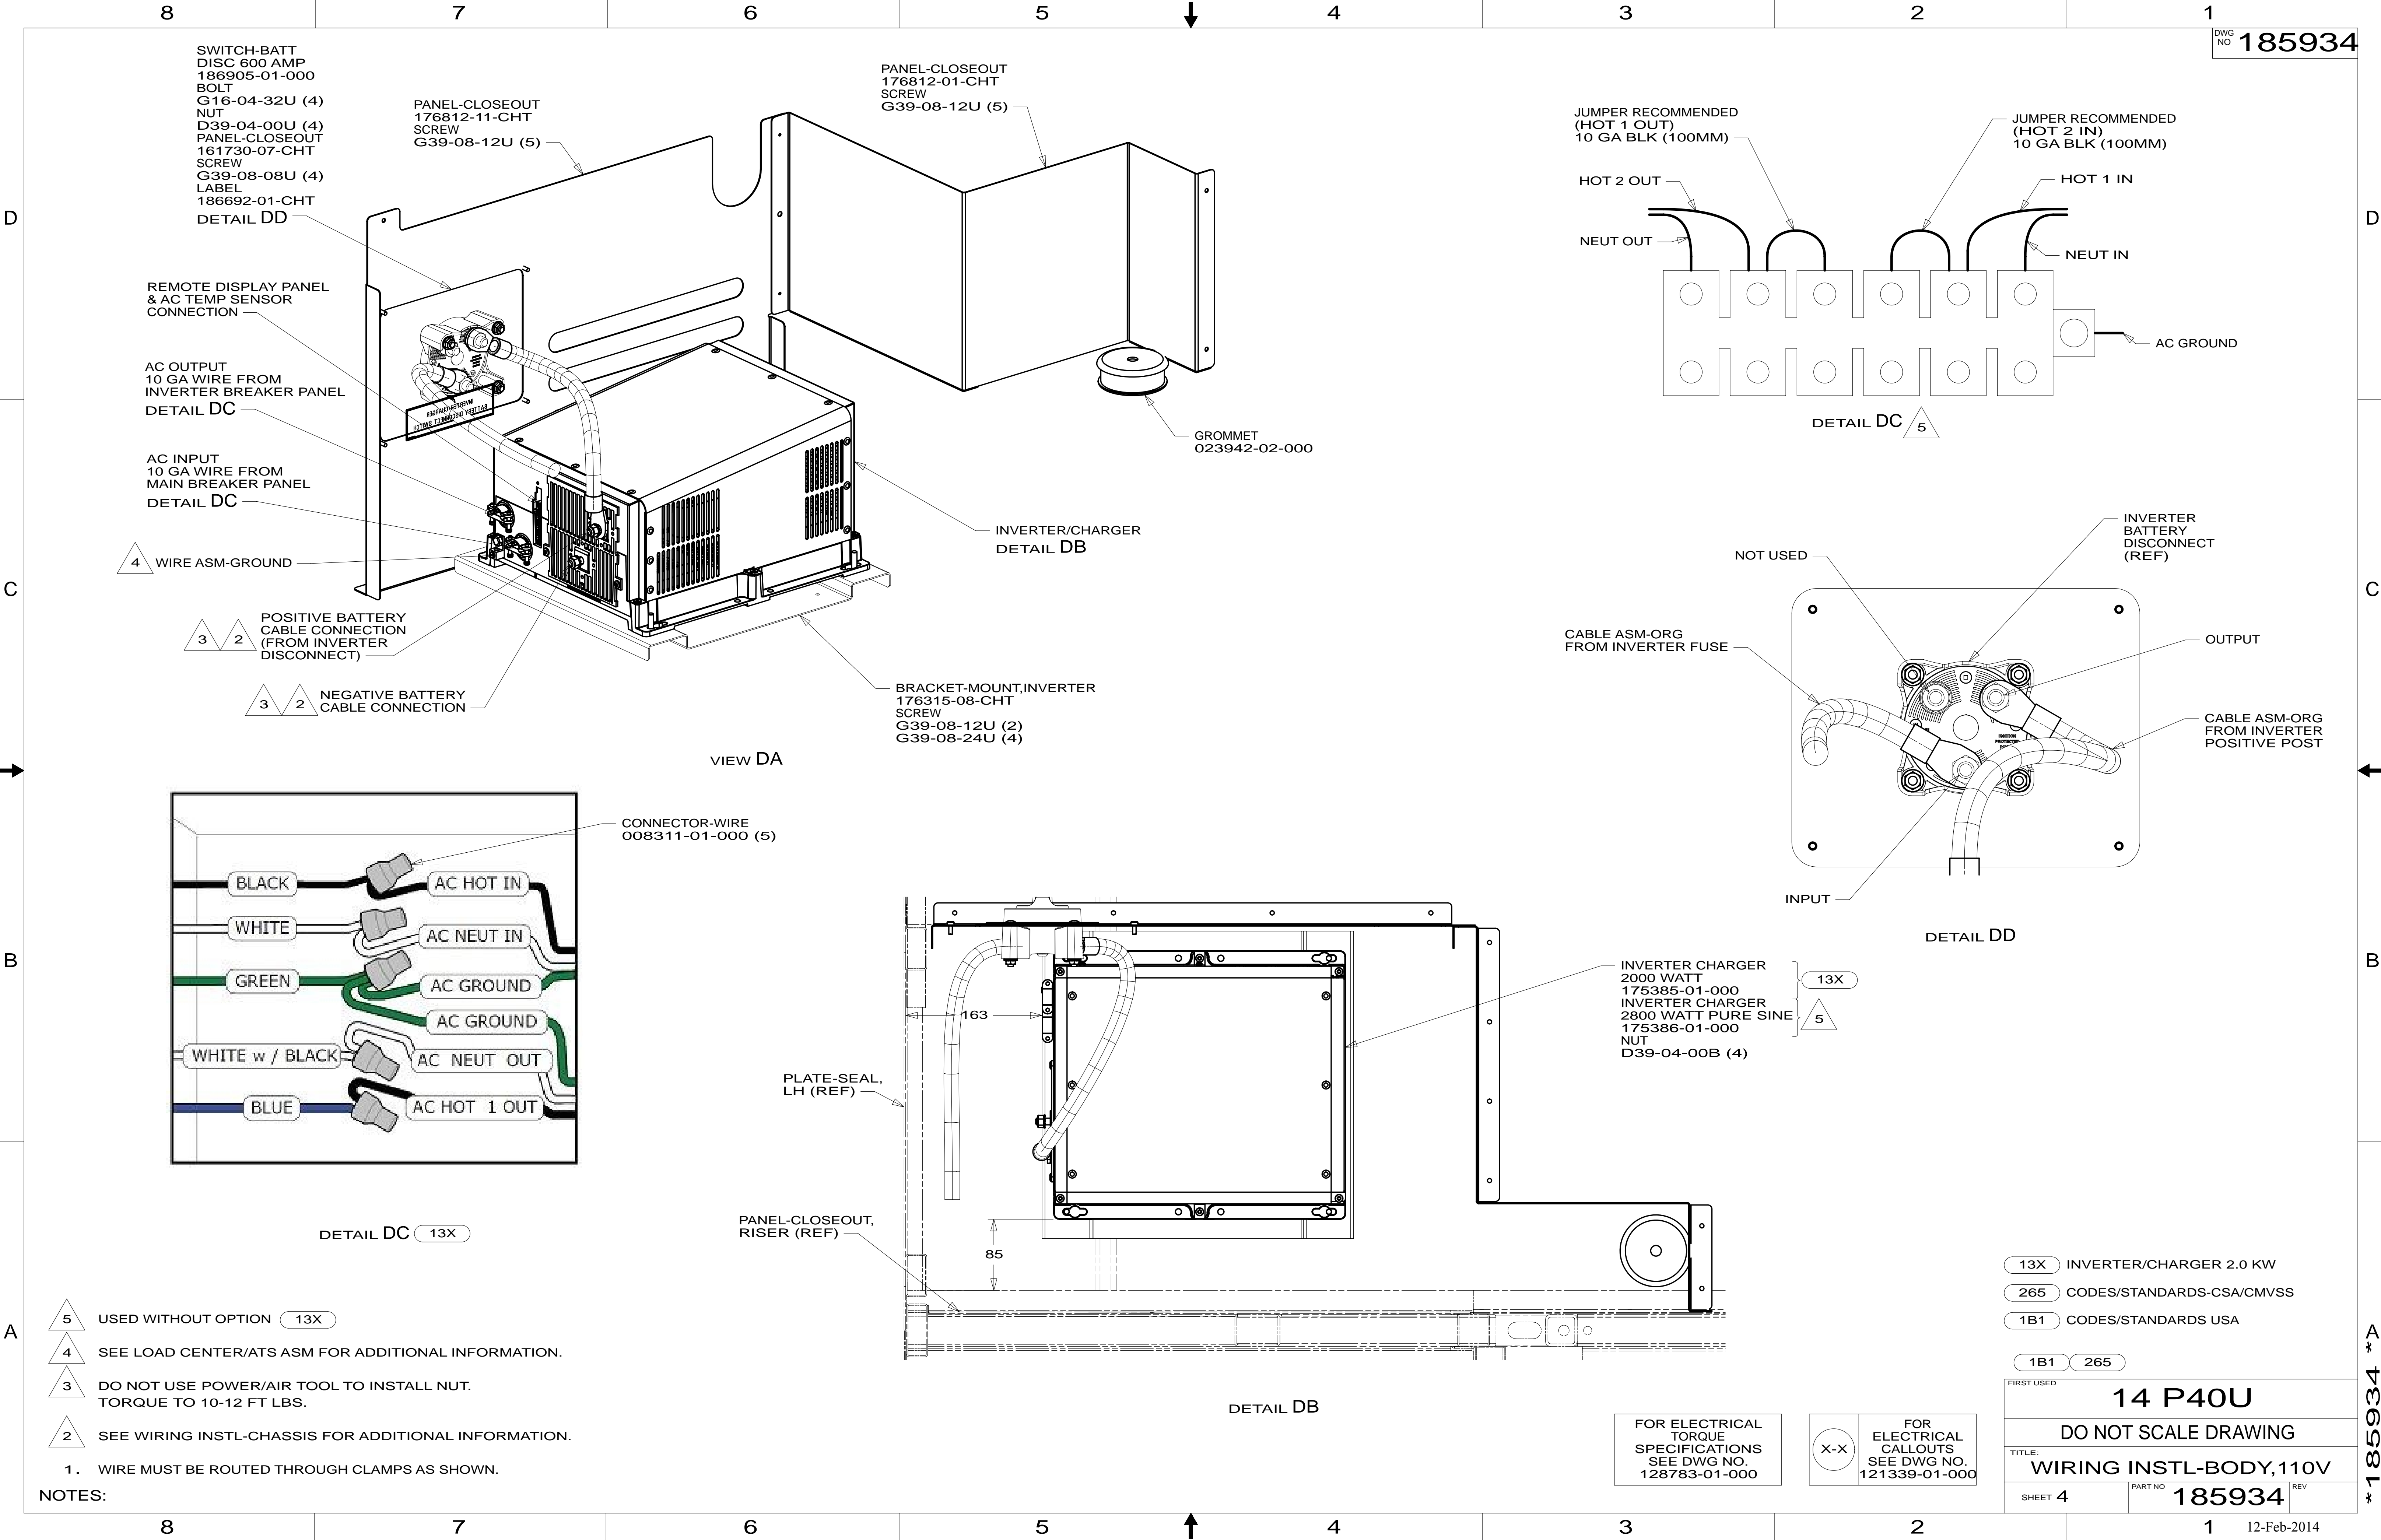 8 7 6 5 4 3 2 1
DWG
NO 185934
SWITCH-BATT
DISC 600 AMP
186905-01-000
BOLT
G16-04-32U (4)
NUT
D39-04-00U (4)
PANEL-CLOSEOUT
161730-07-CHT
SCREW
G39-08-08U (4)
LABEL
186692-01-CHT
DETAIL DD
PANEL-CLOSEOUT
176812-11-CHT
SCREW
G39-08-12U (5)
PANEL-CLOSEOUT
176812-01-CHT
SCREW
G39-08-12U (5)
REMOTE DISPLAY PANEL
& AC TEMP SENSOR
CONNECTION
AC OUTPUT
10 GA WIRE FROM
INVERTER BREAKER PANEL
DETAIL DC
AC INPUT
10 GA WIRE FROM
MAIN BREAKER PANEL
DETAIL DC
4 WIRE ASM-GROUND
3 2 POSITIVE BATTERY
CABLE CONNECTION
(FROM INVERTER
DISCONNECT)
3 2 NEGATIVE BATTERY
CABLE CONNECTION
INVERTER/CHARGER
BATTERY DISCONNECT SWITCH
GROMMET
023942-02-000
INVERTER/CHARGER
DETAIL DB
BRACKET-MOUNT,INVERTER
176315-08-CHT
SCREW
G39-08-12U (2)
G39-08-24U (4)
VIEW DA
JUMPER RECOMMENDED
(HOT 1 OUT)
10 GA BLK (100MM)
JUMPER RECOMMENDED
(HOT 2 IN)
10 GA BLK (100MM)
HOT 2 OUT
HOT 1 IN
NEUT OUT
NEUT IN
AC GROUND
DETAIL DC 5
INVERTER
BATTERY
DISCONNECT
(REF)
NOT USED
CABLE ASM-ORG
FROM INVERTER FUSE
OUTPUT
CABLE ASM-ORG
FROM INVERTER
POSITIVE POST
IGNITION
PROTECTED
INPUT
DETAIL DD
CONNECTOR-WIRE
008311-01-000 (5)
BLACK AC HOT IN
WHITE AC NEUT IN
GREEN AC GROUND
AC GROUND
WHITE w / BLACK AC NEUT OUT
BLUE AC HOT 1 OUT
DETAIL DC 13X
163
85
PLATE-SEAL,
LH (REF)
PANEL-CLOSEOUT,
RISER (REF)
INVERTER CHARGER
2000 WATT
175385-01-000
13X
INVERTER CHARGER
2800 WATT PURE SINE
175386-01-000
5
NUT
D39-04-00B (4)
DETAIL DB
5 USED WITHOUT OPTION 13X
4 SEE LOAD CENTER/ATS ASM FOR ADDITIONAL INFORMATION.
3 DO NOT USE POWER/AIR TOOL TO INSTALL NUT.
TORQUE TO 10-12 FT LBS.
2 SEE WIRING INSTL-CHASSIS FOR ADDITIONAL INFORMATION.
1. WIRE MUST BE ROUTED THROUGH CLAMPS AS SHOWN.
NOTES:
13X INVERTER/CHARGER 2.0 KW
265 CODES/STANDARDS-CSA/CMVSS
1B1 CODES/STANDARDS USA
1B1 265
FOR ELECTRICAL
TORQUE
SPECIFICATIONS
SEE DWG NO.
128783-01-000
X-X
FOR
ELECTRICAL
CALLOUTS
SEE DWG NO.
121339-01-000
FIRST USED
14 P40U
DO NOT SCALE DRAWING
TITLE:
WIRING INSTL-BODY,110V
SHEET 4
PART NO 185934
REV
*185934*
D C B A
D C B A
8 7 6 5 4 3 2 1
12-Feb-2014